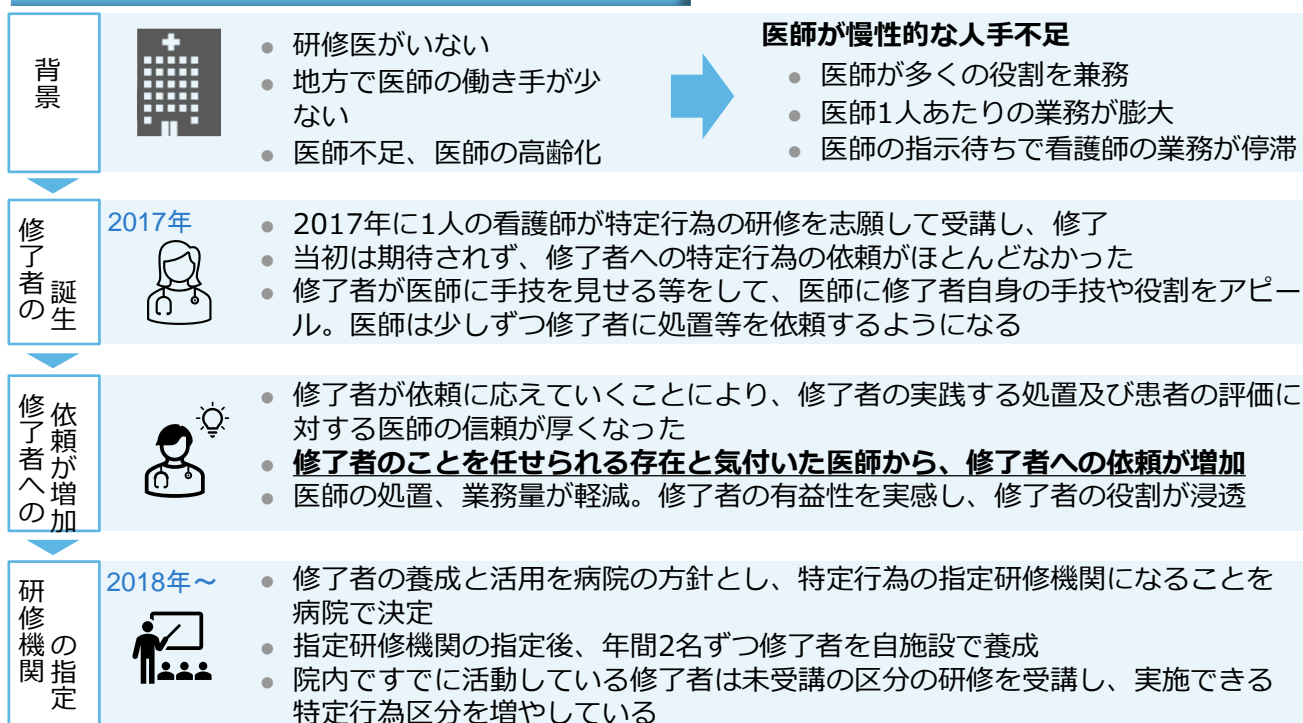 背景
研修医がいない
地方で医師の働き手が少
ない
医師不足、医師の高齢化
医師が慢性的な人手不足
医師が多くの役割を兼務
医師1人あたりの業務が膨大
医師の指示待ちで看護師の業務が停滞
修了者の
誕生
2017年
2017年に1人の看護師が特定行為の研修を志願して受講し、修了
当初は期待されず、修了者への特定行為の依頼がほとんどなかった
修了者が医師に手技を見せる等をして、医師に修了者自身の手技や役割をアピー
ル。医師は少しずつ修了者に処置等を依頼するようになる
修了者への
依頼が増加
修了者が依頼に応えていくことにより、修了者の実践する処置及び患者の評価に
対する医師の信頼が厚くなった
修了者のことを任せられる存在と気付いた医師から、修了者への依頼が増加
医師の処置、業務量が軽減。修了者の有益性を実感し、修了者の役割が浸透
研修機関
の指定
2018年~
修了者の養成と活用を病院の方針とし、特定行為の指定研修機関になることを
病院で決定
指定研修機関の指定後、年間2名ずつ修了者を自施設で養成
院内ですでに活動している修了者は未受講の区分の研修を受講し、実施できる
特定行為区分を増やしている